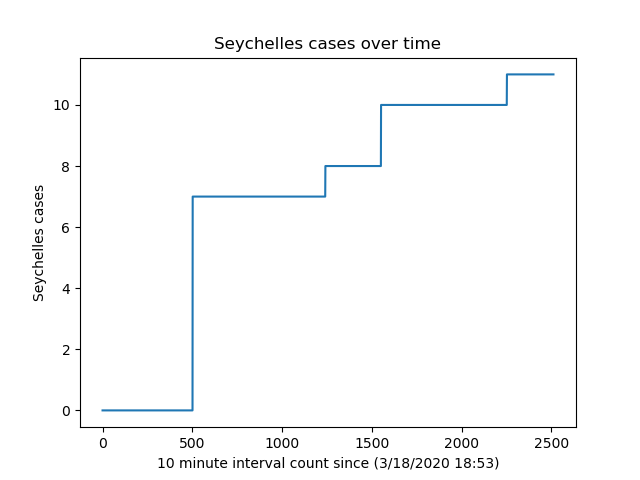 Seychelles cases over time
Seychelles cases
10
8
6
4
2
0
0 500 1000 1500 2000 2500
10 minute interval count since (3/18/2020 18:53)